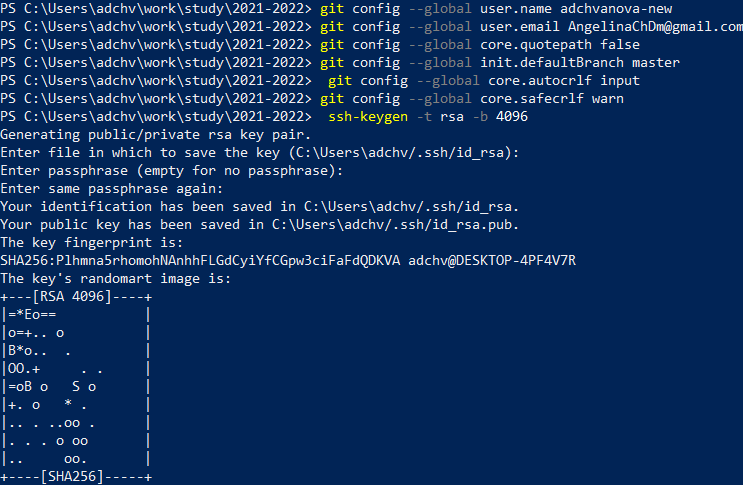 PS C:\Users\adchv\work\study\2021-2022> git config --global user.name adchvanova-new
PS C:\Users\adchv\work\study\2021-2022> git config --global user.email AngelinaChDm@gmail.com
PS C:\Users\adchv\work\study\2021-2022> git config --global core.quotepath false
PS C:\Users\adchv\work\study\2021-2022> git config --global init.defaultBranch master
PS C:\Users\adchv\work\study\2021-2022>  git config --global core.autocrlf input
PS C:\Users\adchv\work\study\2021-2022> git config --global core.safecrlf warn
PS C:\Users\adchv\work\study\2021-2022>  ssh-keygen -t rsa -b 4096
Generating public/private rsa key pair.
Enter file in which to save the key (C:\Users\adchv/.ssh/id_rsa):
Enter passphrase (empty for no passphrase):
Enter same passphrase again:
Your identification has been saved in C:\Users\adchv/.ssh/id_rsa.
Your public key has been saved in C:\Users\adchv/.ssh/id_rsa.pub.
The key fingerprint is:
SHA256:Plhmna5rhomohNAnhhFLGdCyiYfCGpw3ciFaFdQDKVA adchv@DESKTOP-4PF4V7R
The key's randomart image is:
+---[RSA 4096]----+
|=*Eo==           |
|o=+.. o          |
|B*o..  .         |
|OO.+     . .     |
|=oB o   S o      |
|+. o   * .       |
|.. . ..oo .      |
|. . . o oo       |
|..     oo.       |
+----[SHA256]-----+